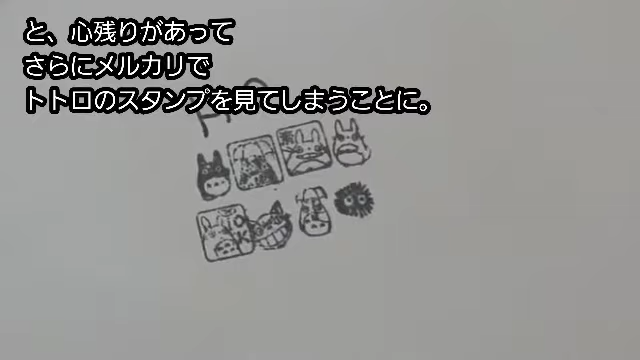 と、心残りがあって
さらにメルカリで
トトロのスタンプを見てしまうことに。